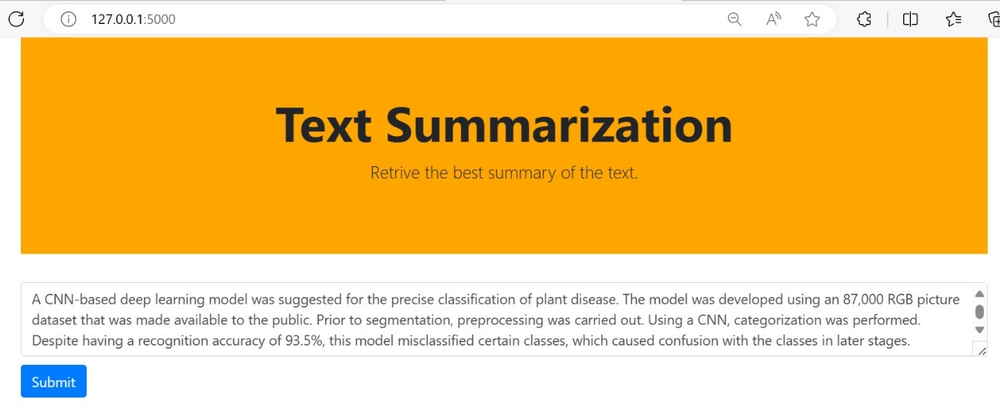 127.0.0.1:5000
Text Summarization
Retrive the best summary of the text.
A CNN-based deep learning model was suggested for the precise classification of plant disease. The model was developed using an 87,000 RGB picture
dataset that was made available to the public. Prior to segmentation, preprocessing was carried out. Using a CNN, categorization was performed.
Despite having a recognition accuracy of 93.5%, this model misclassified certain classes, which caused confusion with the classes in later stages.
Submit